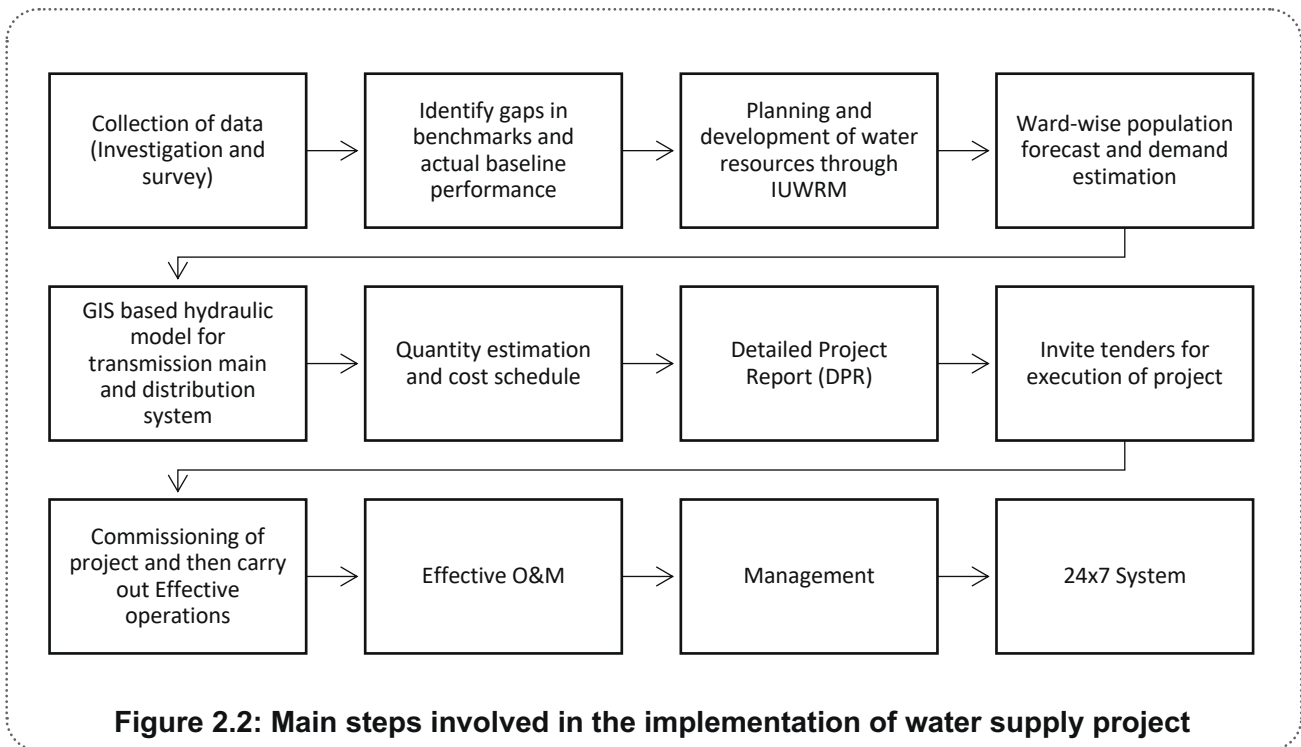 Collection of data
(Investigation and
survey)
Identify gaps in
benchmarks and
actual baseline
performance
Planning and
development of water
resources through
IUWRM
Ward-wise population
forecast and demand
estimation
GIS based hydraulic
model for
transmission main
and distribution
system
Quantity estimation
and cost schedule
Detailed Project
Report (DPR)
Invite tenders for
execution of project
Commissioning of
project and then carry
out Effective
operations
Effective O&M
Management
24x7 System
Figure 2.2: Main steps involved in the implementation of water supply project